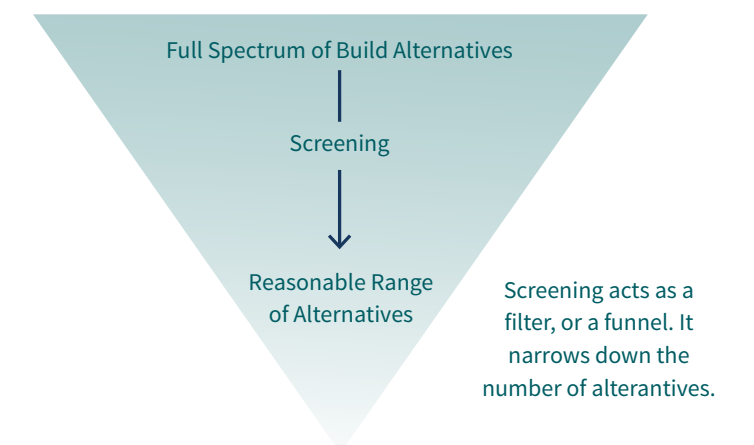 Full Spectrum of Build Alternatives
Screening
Reasonable Range
of Alternatives
Screening acts as a
filter, or a funnel. It
narrows down the
number of alterantives.